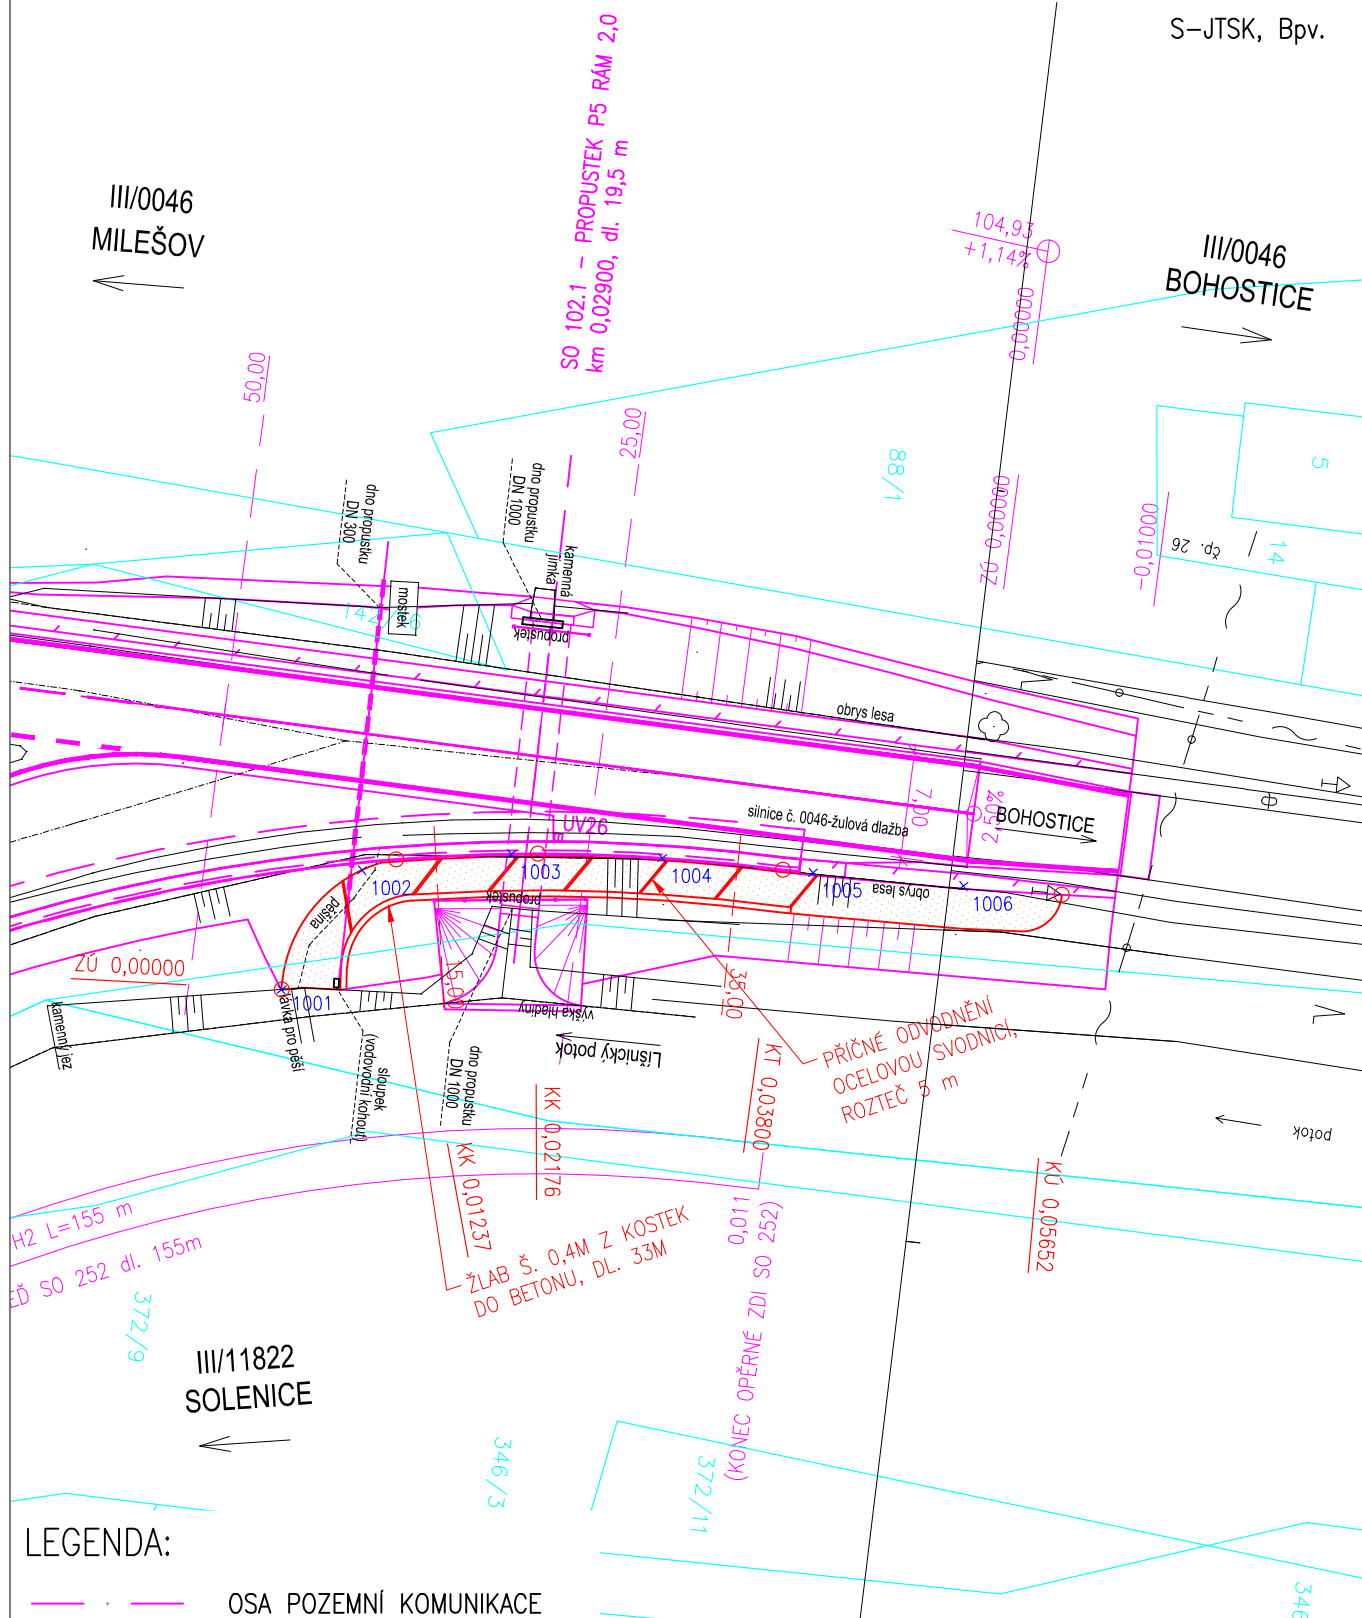 S-JTSK, Bpv.
SO 102.1 - PROPUSTEK P5 RÁM 2,0
km 0,02900, dl. 19,5 m
III/0046
MILEŠOV
104,93
+1,14%
0,00000
III/0046
BOHOSTICE
50,00
25,00
88/1
5
14
čp. 26
ZÚ 0,00000
-0,01000
dno propustku
DN 300
dno propustku
DN 1000
kamenná
jímka
mostek
propustek
obrys lesa
7,00
2,50%
silnice č. 0046-žulová dlažba
BOHOSTICE
UV26
1002
1003
1004
1005
1006
obrys lesa
propustek
pěšina
ZÚ 0,00000
1001
15,00
35,00
kamenný jez
lávka pro pěší
výška hladiny
Líšnický potok
sloupek
(vodovodní kohout)
dno propustku
DN 1000
PŘÍČNÉ ODVODNĚNÍ
OCELOVOU SVODNICÍ,
ROZTEČ 5 m
KK 0,02176
KT 0,03800
KK 0,01237
KÚ 0,05652
potok
H2 L=155 m
EĎ SO 252 dl. 155m
ŽLAB Š. 0,4M Z KOSTEK
DO BETONU, DL. 33M
0,011
(KONEC OPĚRNÉ ZDI SO 252)
372/9
III/11822
SOLENICE
346/3
372/11
346
LEGENDA:
OSA POZEMNÍ KOMUNIKACE